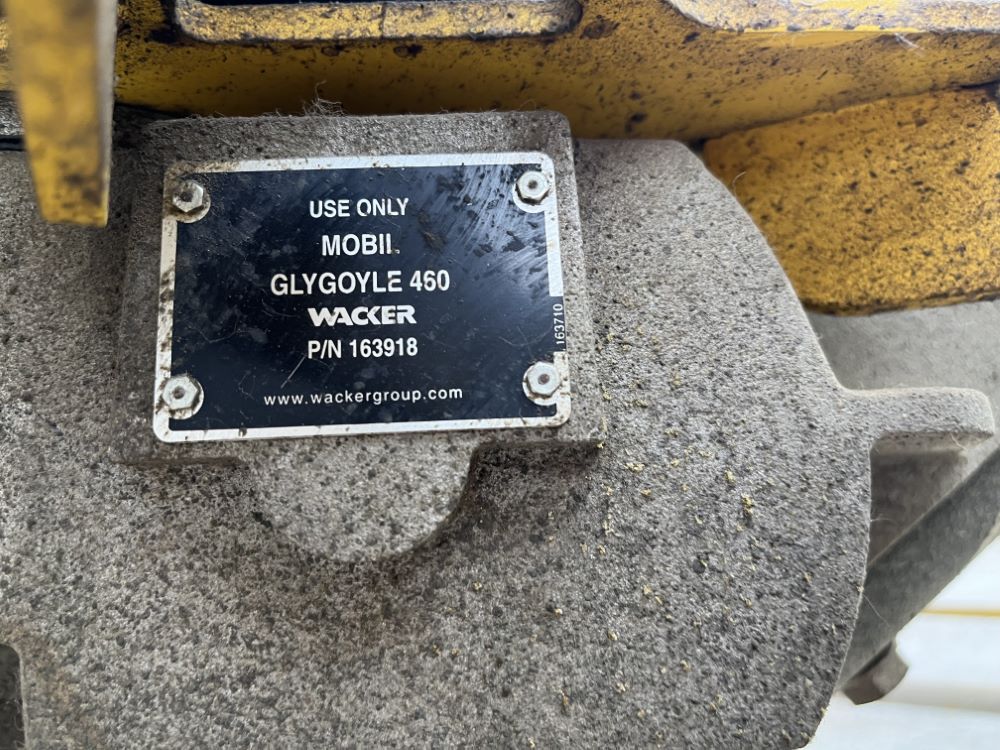 USE ONLY
MOBIL
GLYGOYLE 460
WACKER
P/N 163918
www.wackergroup.com
163710